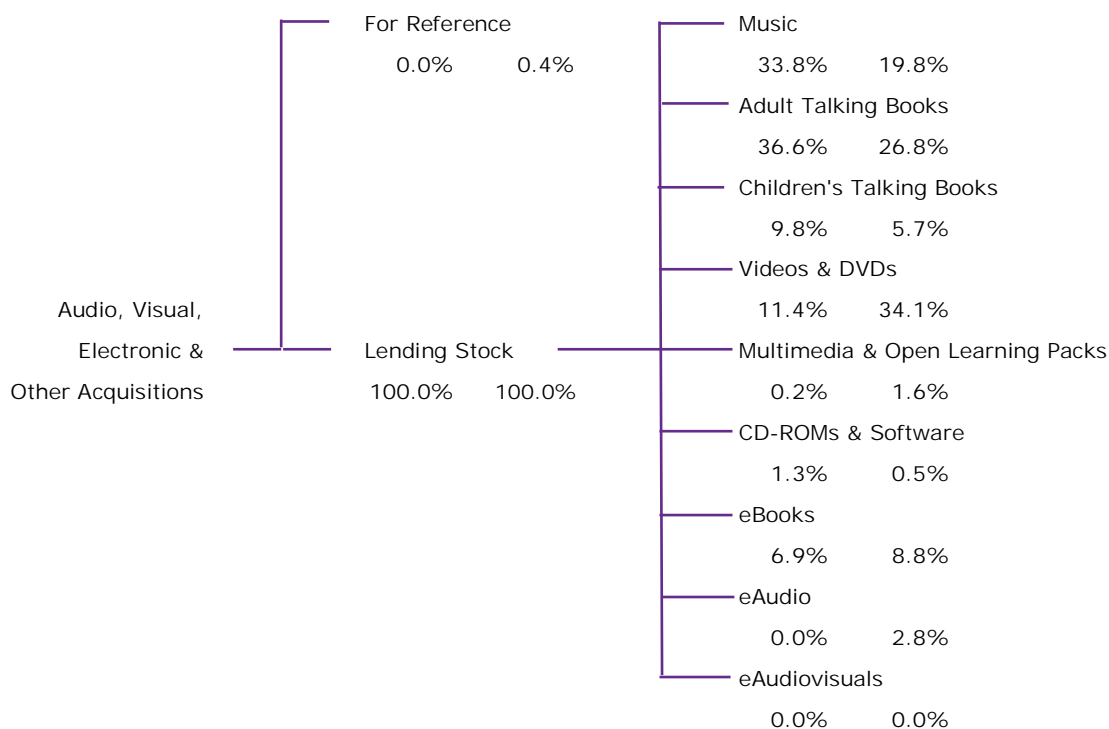 For Reference
0.0% 0.4%
Audio, Visual,
Electronic &
Other Acquisitions
Lending Stock
100.0% 100.0%
Music
33.8% 19.8%
Adult Talking Books
36.6% 26.8%
Children's Talking Books
9.8% 5.7%
Videos & DVDs
11.4% 34.1%
Multimedia & Open Learning Packs
0.2% 1.6%
CD-ROMs & Software
1.3% 0.5%
eBooks
6.9% 8.8%
eAudio
0.0% 2.8%
eAudiovisuals
0.0% 0.0%